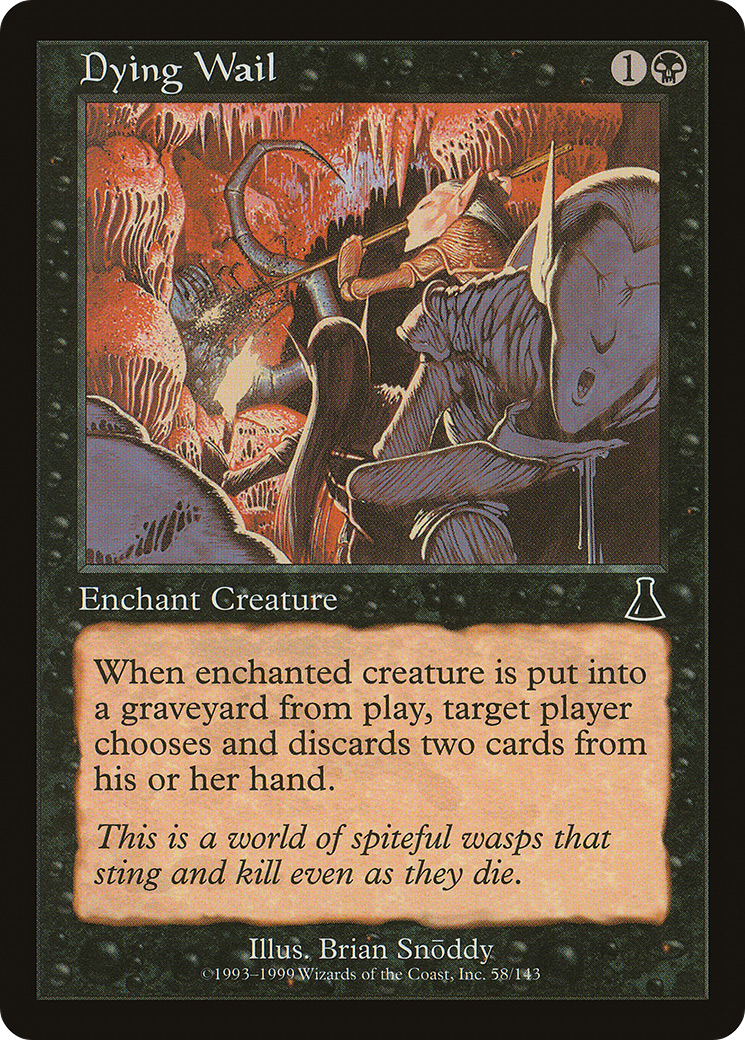 Dying Wail
1
Enchant Creature
When enchanted creature is put into
a graveyard from play, target player
chooses and discards two cards from
his or her hand.
This is a world of spiteful wasps that
sting and kill even as they die.
Illus. Brian Snōddy
©1993–1999 Wizards of the Coast, Inc. 58/143